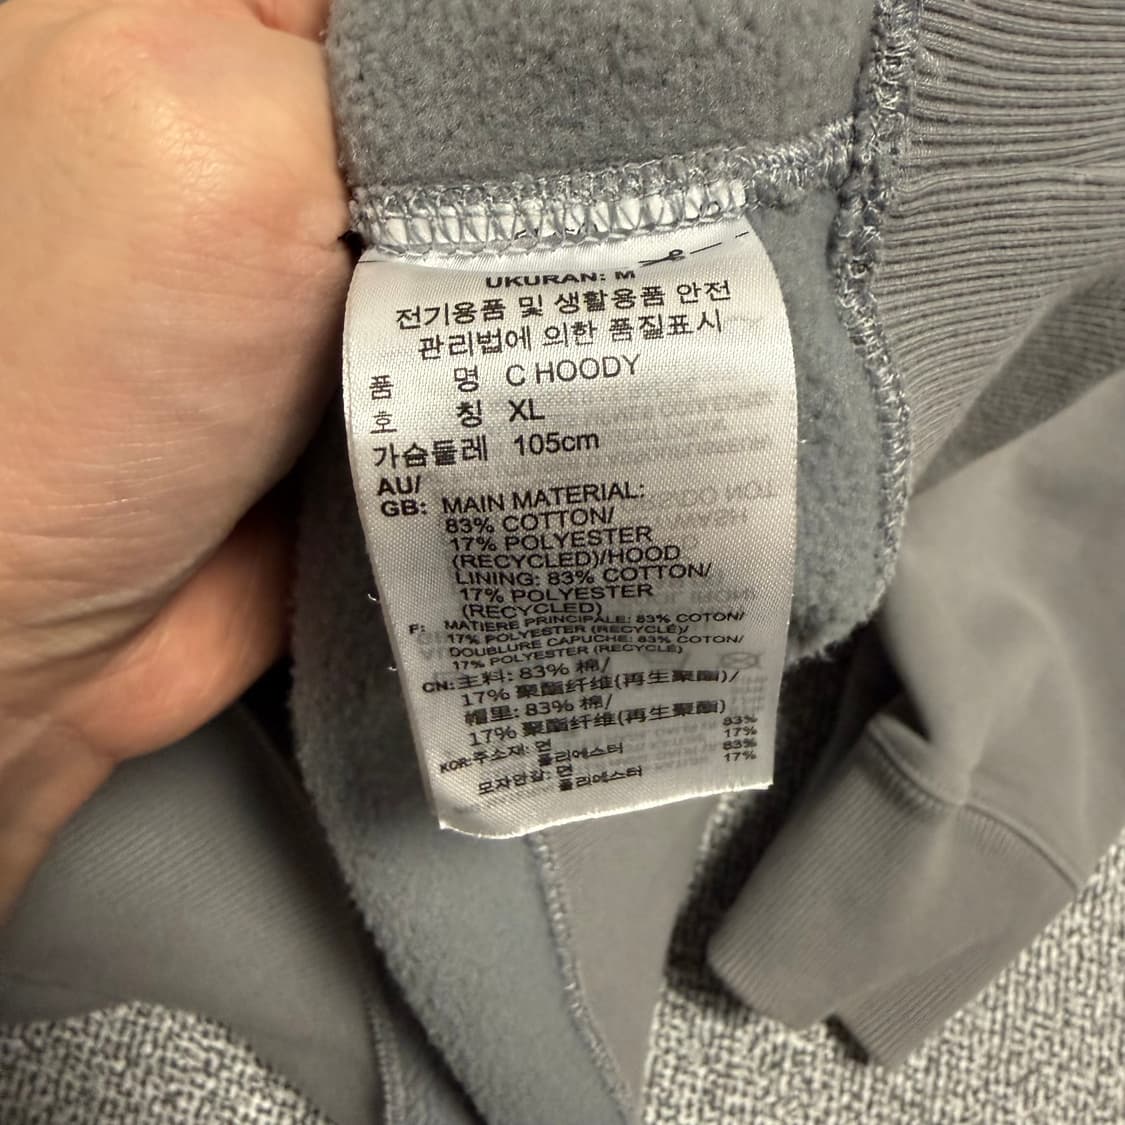 UKURAN: M
전기용품 및 생활용품 안전
관리법에 의한 품질표시
품 명 C HOODY
호 칭 XL
가슴둘레 105cm
AU/
GB: MAIN MATERIAL:
83% COTTON/
17% POLYESTER
(RECYCLED)/HOOD
LINING: 83% COTTON/
17% POLYESTER
(RECYCLED)
F: MATIERE PRINCIPALE: 83% COTON/
17% POLYESTER (RECYCLÉ)/
DOUBLURE CAPUCHE: 83% COTON/
17% POLYESTER (RECYCLÉ)
CN: 主料: 83% 棉/
17% 聚酯纤维(再生聚酯)/
帽里: 83% 棉/
17% 聚酯纤维(再生聚酯)
KOR: 주소재: 면 83%
폴리에스터 17%
모자안감: 면 83%
폴리에스터 17%